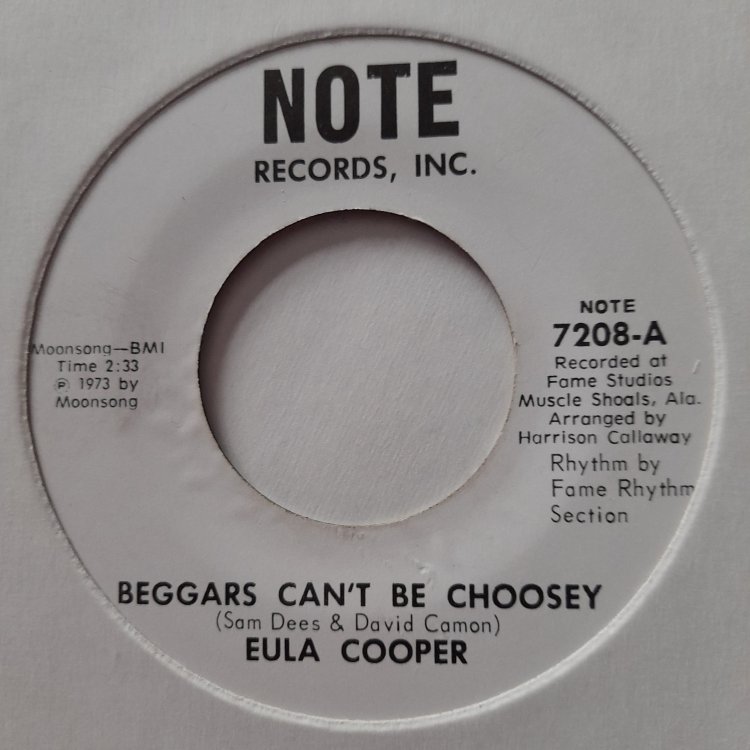 NOTE
RECORDS, INC.
Moonsong—BMI
Time 2:33
℗ 1973 by
Moonsong
NOTE
7208-A
Recorded at
Fame Studios
Muscle Shoals, Ala.
Arranged by
Harrison Callaway
Rhythm by
Fame Rhythm
Section
BEGGARS CAN'T BE CHOOSEY
(Sam Dees & David Camon)
EULA COOPER